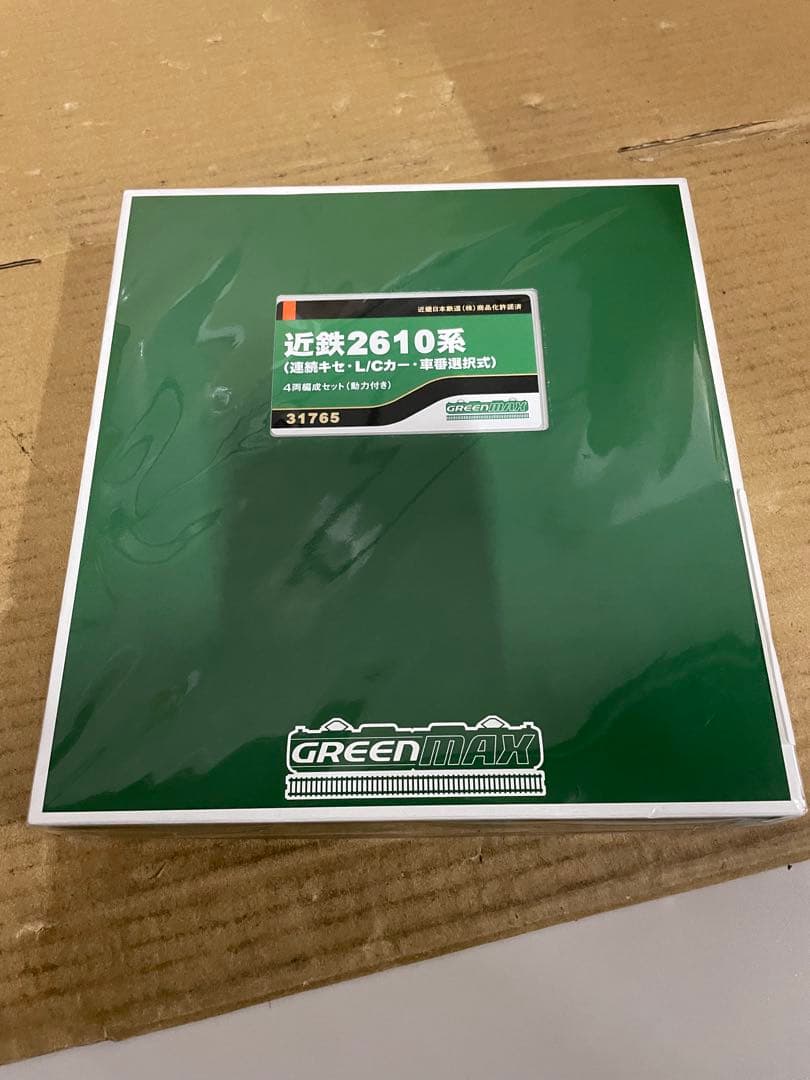 近畿日本鉄道(株)商品化許諾済
近鉄2610系
(連続キセ・L/Cカー・車番選択式)
4両編成セット(動力付き)
31765
GREENMAX
GREENMAX